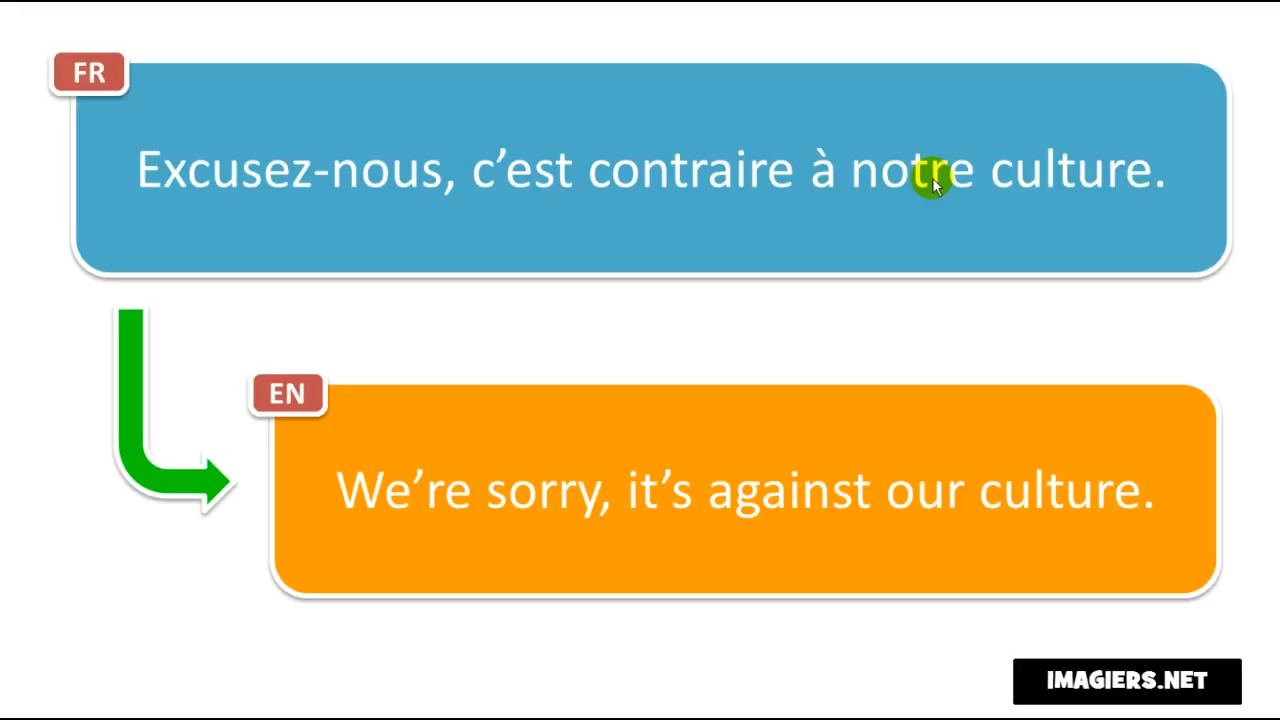 FR
Excusez-nous, c’est contraire à notre culture.
EN
We’re sorry, it’s against our culture.
IMAGIERS.NET